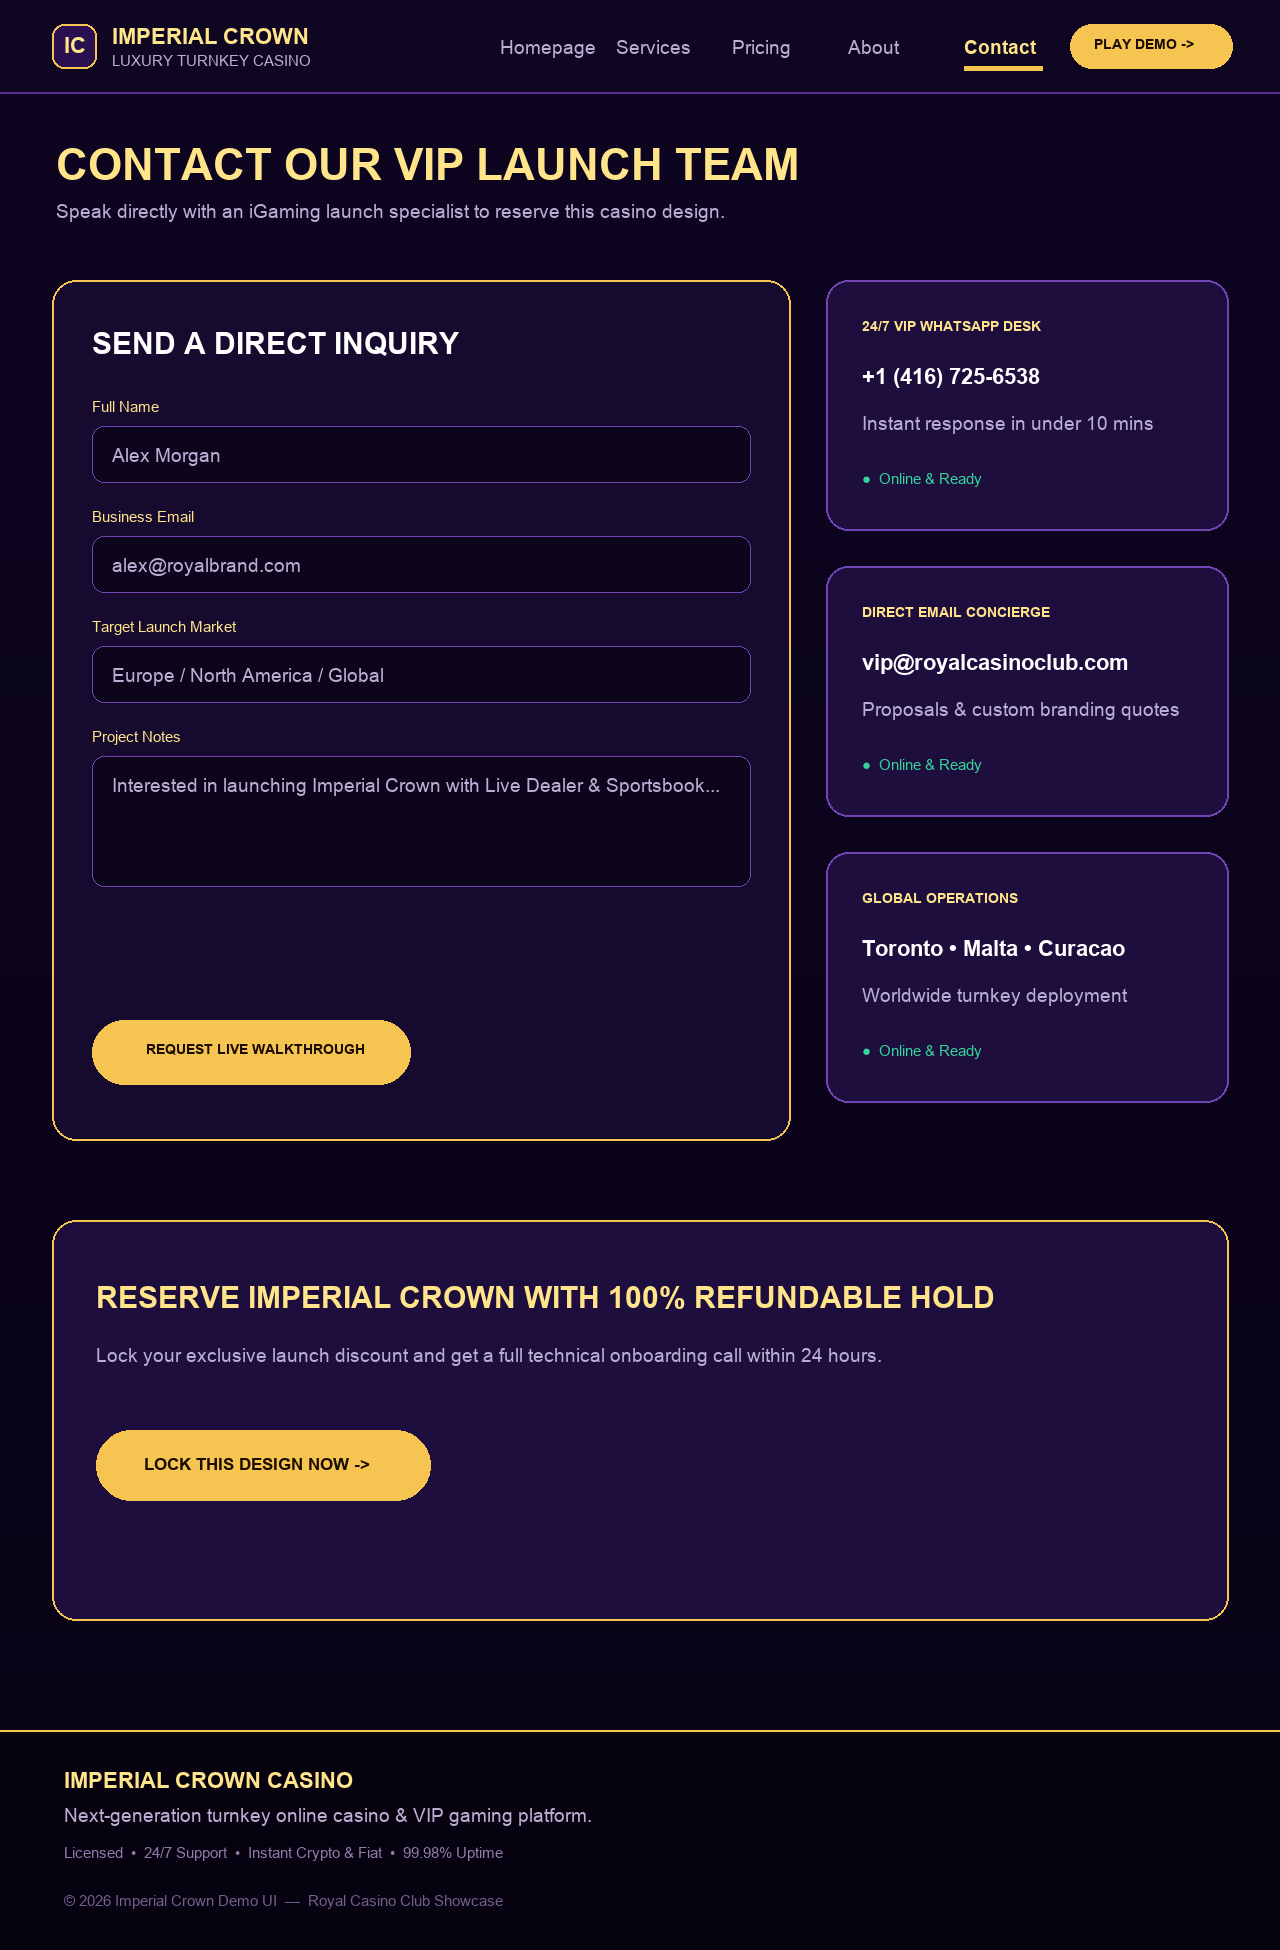 IC
IMPERIAL CROWN
LUXURY TURNKEY CASINO
Homepage Services Pricing About Contact
PLAY DEMO ->
CONTACT OUR VIP LAUNCH TEAM
Speak directly with an iGaming launch specialist to reserve this casino design.
SEND A DIRECT INQUIRY
Full Name
Alex Morgan
Business Email
alex@royalbrand.com
Target Launch Market
Europe / North America / Global
Project Notes
Interested in launching Imperial Crown with Live Dealer & Sportsbook...
REQUEST LIVE WALKTHROUGH
24/7 VIP WHATSAPP DESK
+1 (416) 725-6538
Instant response in under 10 mins
● Online & Ready
DIRECT EMAIL CONCIERGE
vip@royalcasinoclub.com
Proposals & custom branding quotes
● Online & Ready
GLOBAL OPERATIONS
Toronto • Malta • Curacao
Worldwide turnkey deployment
● Online & Ready
RESERVE IMPERIAL CROWN WITH 100% REFUNDABLE HOLD
Lock your exclusive launch discount and get a full technical onboarding call within 24 hours.
LOCK THIS DESIGN NOW ->
IMPERIAL CROWN CASINO
Next-generation turnkey online casino & VIP gaming platform.
Licensed • 24/7 Support • Instant Crypto & Fiat • 99.98% Uptime
© 2026 Imperial Crown Demo UI — Royal Casino Club Showcase